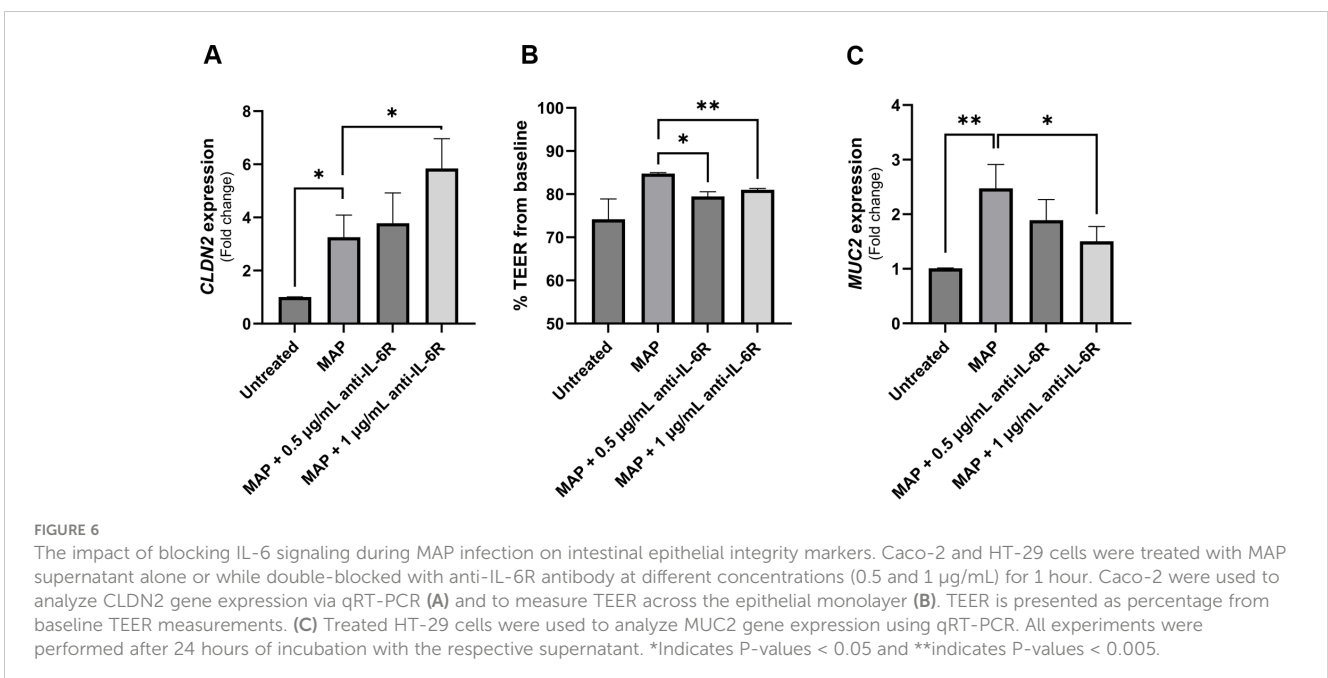 A
B
C
CLDN2 expression
(Fold change)
8
6
4
2
0
*
*
Untreated
MAP
MAP + 0.5 µg/mL anti-IL-6R
MAP + 1 µg/mL anti-IL-6R
% TEER from baseline
100
90
80
70
60
50
**
*
Untreated
MAP
MAP + 0.5 µg/mL anti-IL-6R
MAP + 1 µg/mL anti-IL-6R
MUC2 expression
(Fold change)
4
3
2
1
0
**
*
Untreated
MAP
MAP + 0.5 µg/mL anti-IL-6R
MAP + 1 µg/mL anti-IL-6R
FIGURE 6
The impact of blocking IL-6 signaling during MAP infection on intestinal epithelial integrity markers. Caco-2 and HT-29 cells were treated with MAP
supernatant alone or while double-blocked with anti-IL-6R antibody at different concentrations (0.5 and 1 µg/mL) for 1 hour. Caco-2 were used to
analyze CLDN2 gene expression via qRT-PCR (A) and to measure TEER across the epithelial monolayer (B). TEER is presented as percentage from
baseline TEER measurements. (C) Treated HT-29 cells were used to analyze MUC2 gene expression using qRT-PCR. All experiments were
performed after 24 hours of incubation with the respective supernatant. *Indicates P-values < 0.05 and **indicates P-values < 0.005.